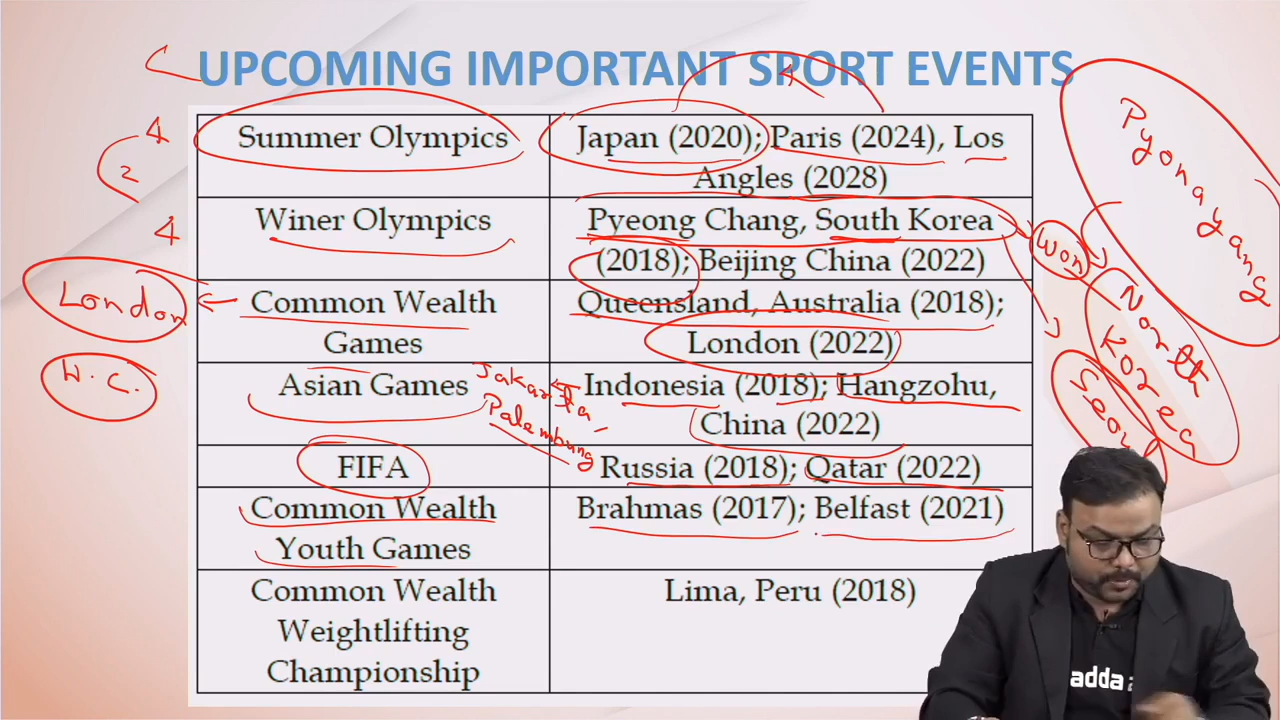 UPCOMING IMPORTANT SPORT EVENTS
4
2
4
Summer Olympics
Japan (2020); Paris (2024), Los
Angles (2028)
Winer Olympics
Pyeong Chang, South Korea
(2018); Beijing China (2022)
Common Wealth
Games
Queensland, Australia (2018);
London (2022)
Asian Games
Indonesia (2018); Hangzohu,
China (2022)
FIFA
Russia (2018); Qatar (2022)
Common Wealth
Youth Games
Brahmas (2017); Belfast (2021)
Common Wealth
Weightlifting
Championship
Lima, Peru (2018)
London
W.C.
Jakarta
Palembung
Pyonayang
Won
North
Korea
adda